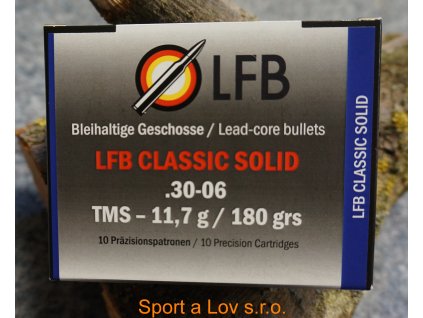 LFB
Bleihaltige Geschosse / Lead-core bullets
LFB CLASSIC SOLID
.30-06
TMS – 11,7 g / 180 grs
10 Präzisionspatronen / 10 Precision Cartridges
LFB CLASSIC SOLID
Sport a Lov s.r.o.